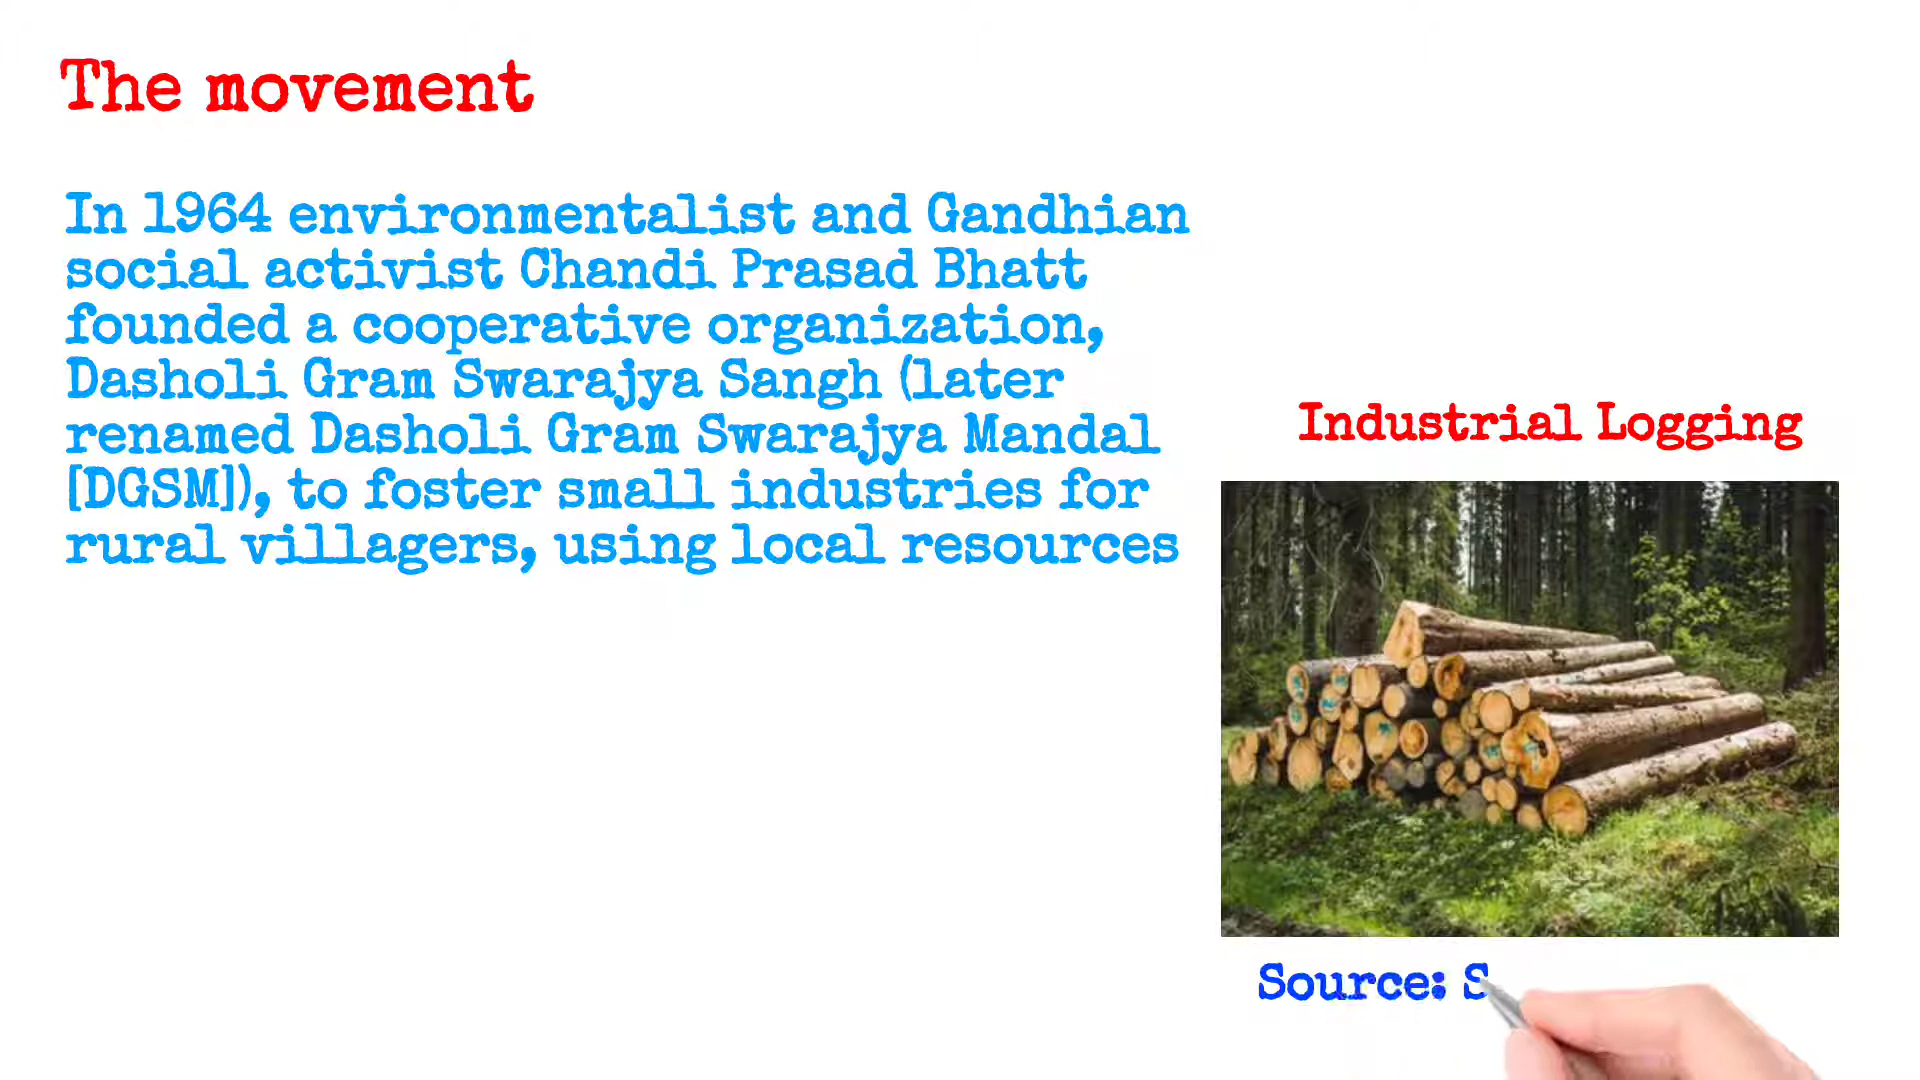 The movement
In 1964 environmentalist and Gandhian
social activist Chandi Prasad Bhatt
founded a cooperative organization,
Dasholi Gram Swarajya Sangh (later
renamed Dasholi Gram Swarajya Mandal
[DGSM]), to foster small industries for
rural villagers, using local resources
Industrial Logging
Source: S